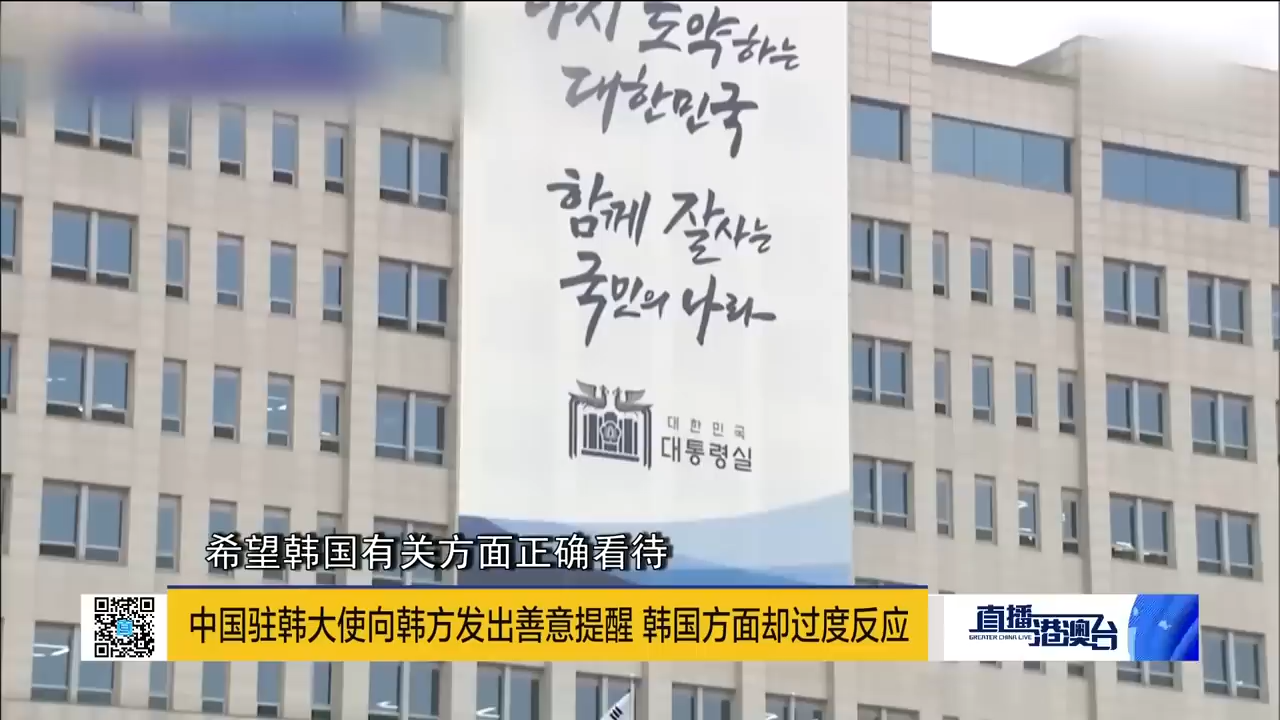 다시 도약하는
대한민국
함께 잘사는
국민의 나라
대한민국
대통령실
希望韩国有关方面正确看待
中国驻韩大使向韩方发出善意提醒 韩国方面却过度反应
直播港澳台
GREATER CHINA LIVE